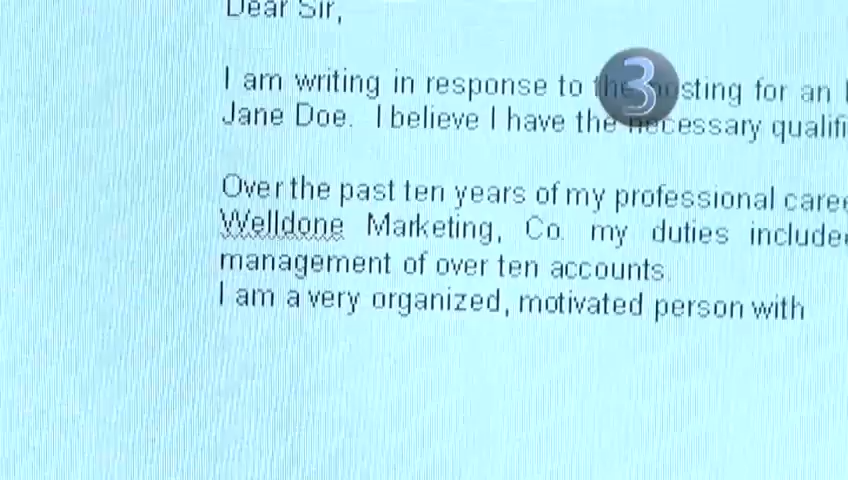 Dear Sir,
I am writing in response to the posting for an
Jane Doe. I believe I have the necessary qualifi
Over the past ten years of my professional caree
Welldone Marketing, Co. my duties include
management of over ten accounts.
I am a very organized, motivated person with
3